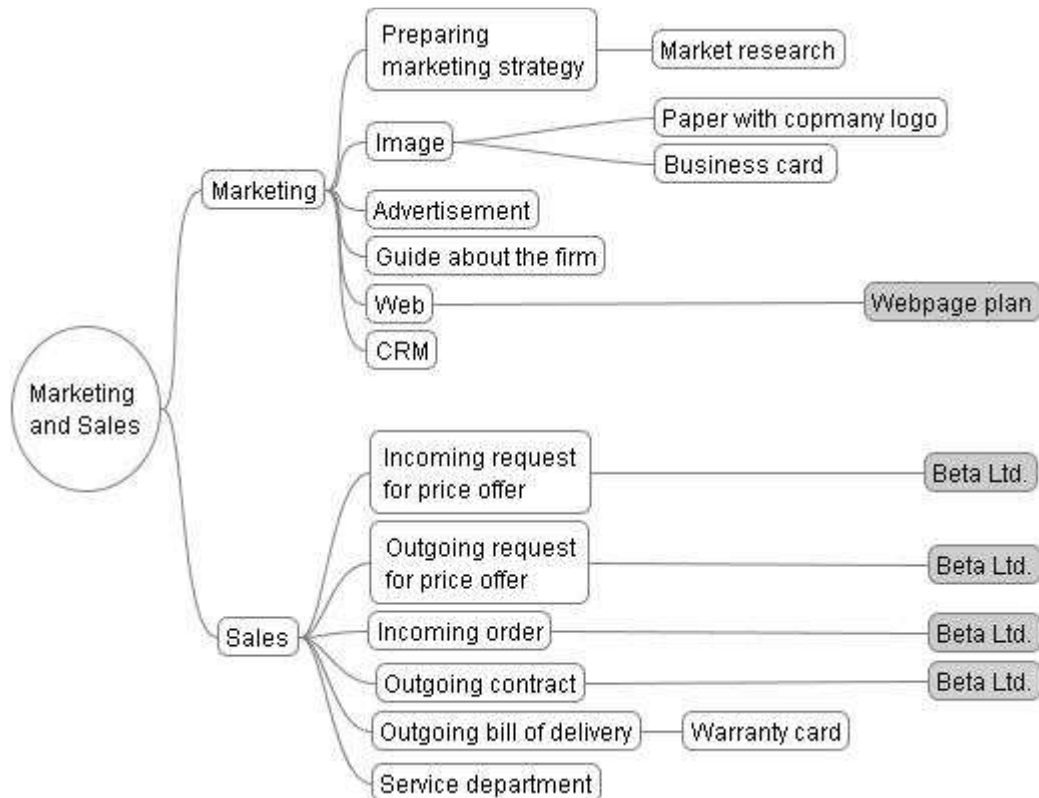 Preparing
marketing strategy
Market research
Image
Paper with copmany logo
Business card
Marketing
Advertisement
Guide about the firm
Web
Webpage plan
CRM
Marketing
and Sales
Incoming request
for price offer
Beta Ltd.
Outgoing request
for price offer
Beta Ltd.
Sales
Incoming order
Beta Ltd.
Outgoing contract
Beta Ltd.
Outgoing bill of delivery
Warranty card
Service department